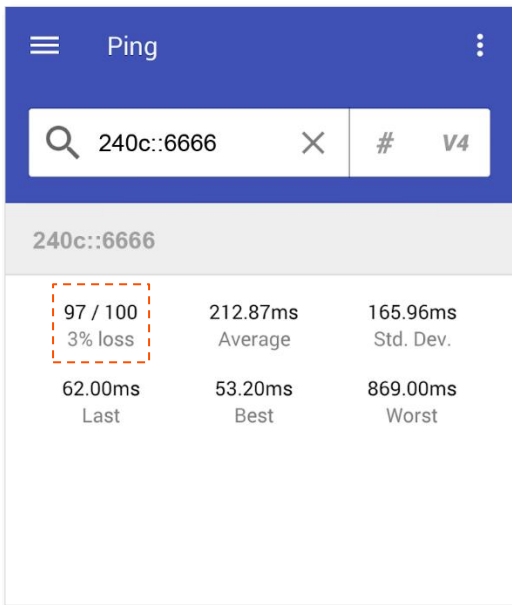 Ping
240c::6666
# V4
240c::6666
97 / 100 212.87ms 165.96ms
3% loss Average Std. Dev.
62.00ms 53.20ms 869.00ms
Last Best Worst